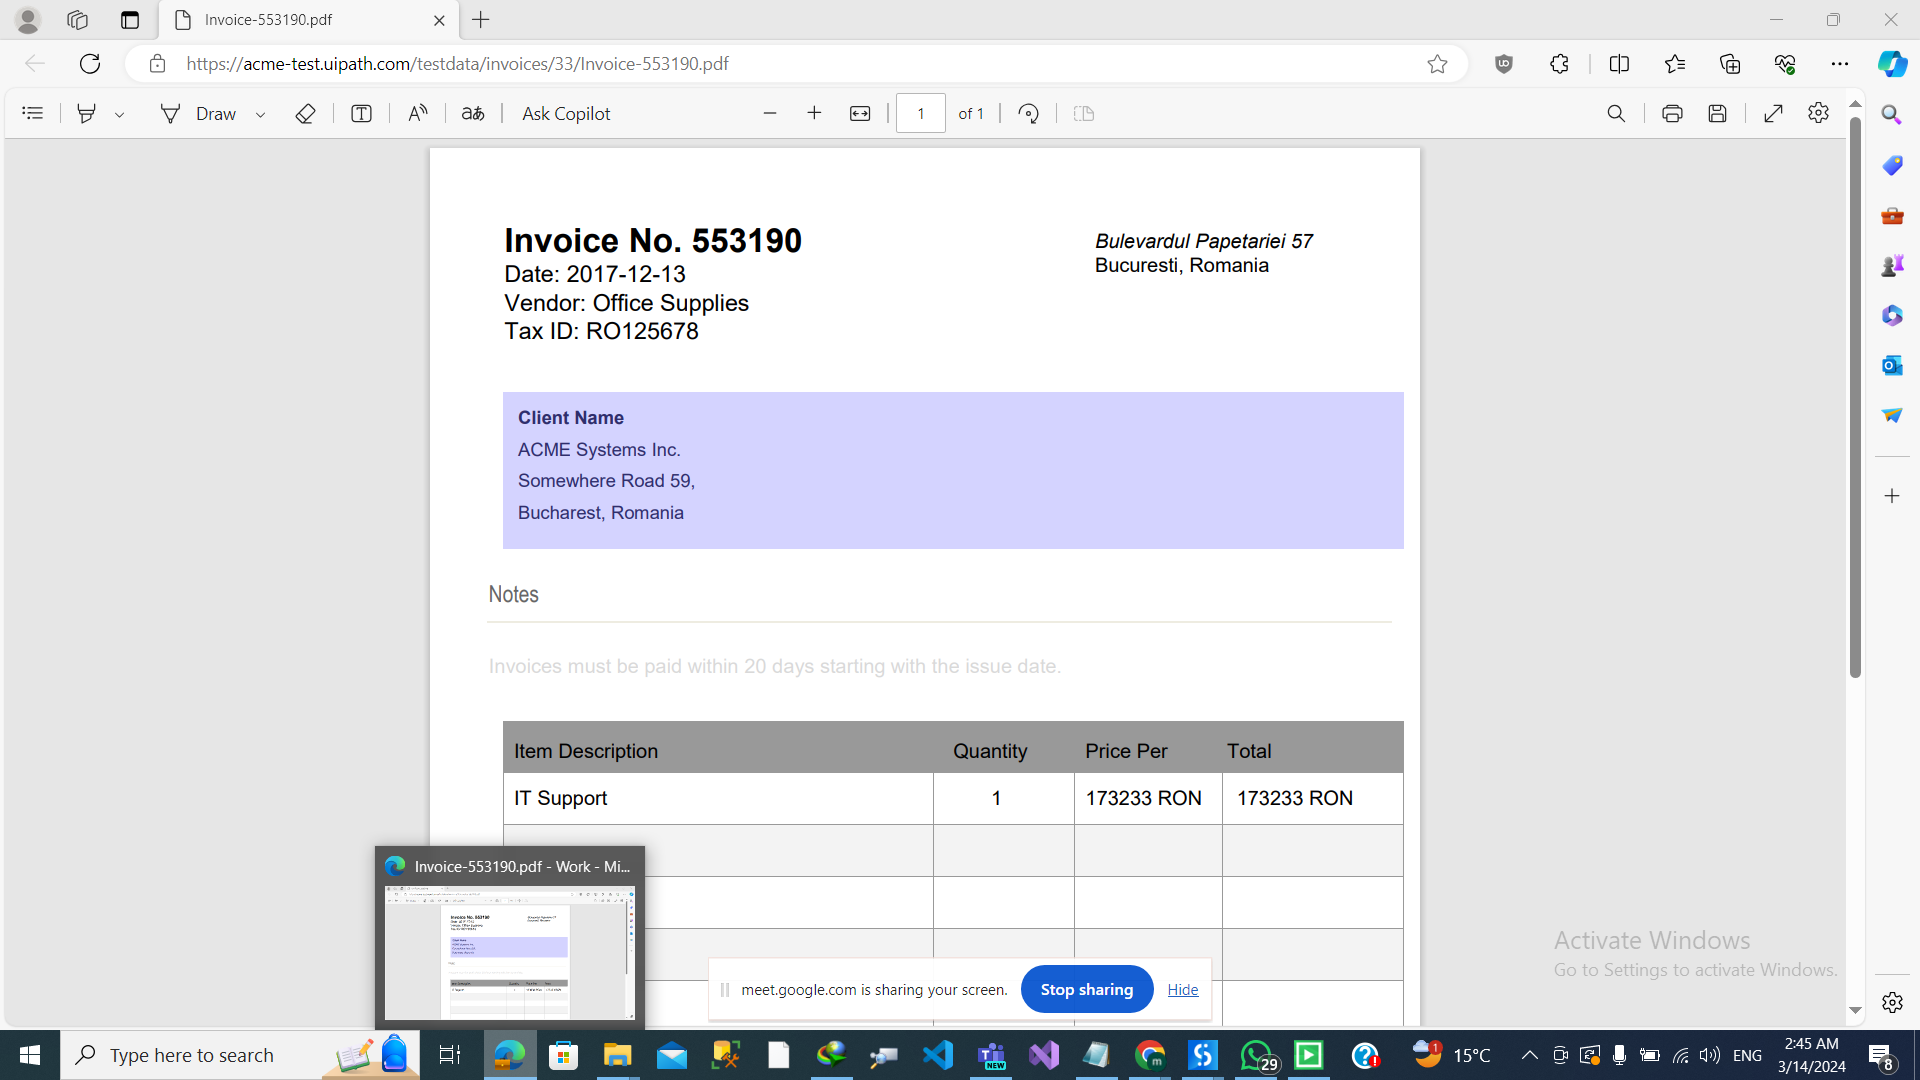 Invoice-553190.pdf
https://acme-test.uipath.com/testdata/invoices/33/Invoice-553190.pdf
Draw
aあ
Ask Copilot
1
of 1
Invoice No. 553190
Date: 2017-12-13
Vendor: Office Supplies
Tax ID: RO125678
Bulevardul Papetariei 57
Bucuresti, Romania
Client Name
ACME Systems Inc.
Somewhere Road 59,
Bucharest, Romania
Notes
Invoices must be paid within 20 days starting with the issue date.
Item Description Quantity Price Per Total
IT Support 1 173233 RON 173233 RON
Invoice-553190.pdf - Work - Mi...
Activate Windows
Go to Settings to activate Windows.
meet.google.com is sharing your screen.
Stop sharing
Hide
Type here to search
NEW
29
1
15°C
ENG
2:45 AM
3/14/2024
8